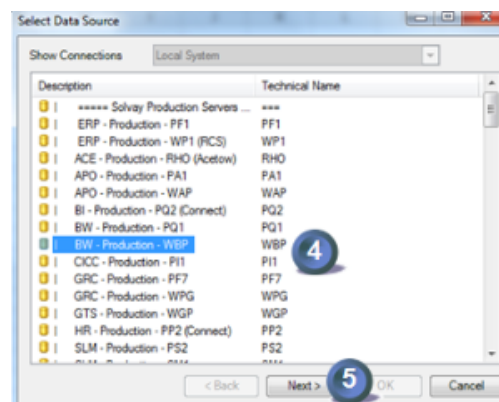 Select Data Source
Show Connections Local System
Description Technical Name
===== Solvay Production Servers ... ===
ERP - Production - PF1 PF1
ERP - Production - WP1 (RCS) WP1
ACE - Production - RHO (Acetow) RHO
APO - Production - PA1 PA1
APO - Production - WAP WAP
BI - Production - PQ2 (Connect) PQ2
BW - Production - PQ1 PQ1
BW - Production - WBP WBP
4
CICC - Production - PI1 PI1
GRC - Production - PF7 PF7
GRC - Production - WPG WPG
GTS - Production - WGP WGP
HR - Production - PP2 (Connect) PP2
SLM - Production - PS2 PS2
< Back Next > 5 OK Cancel